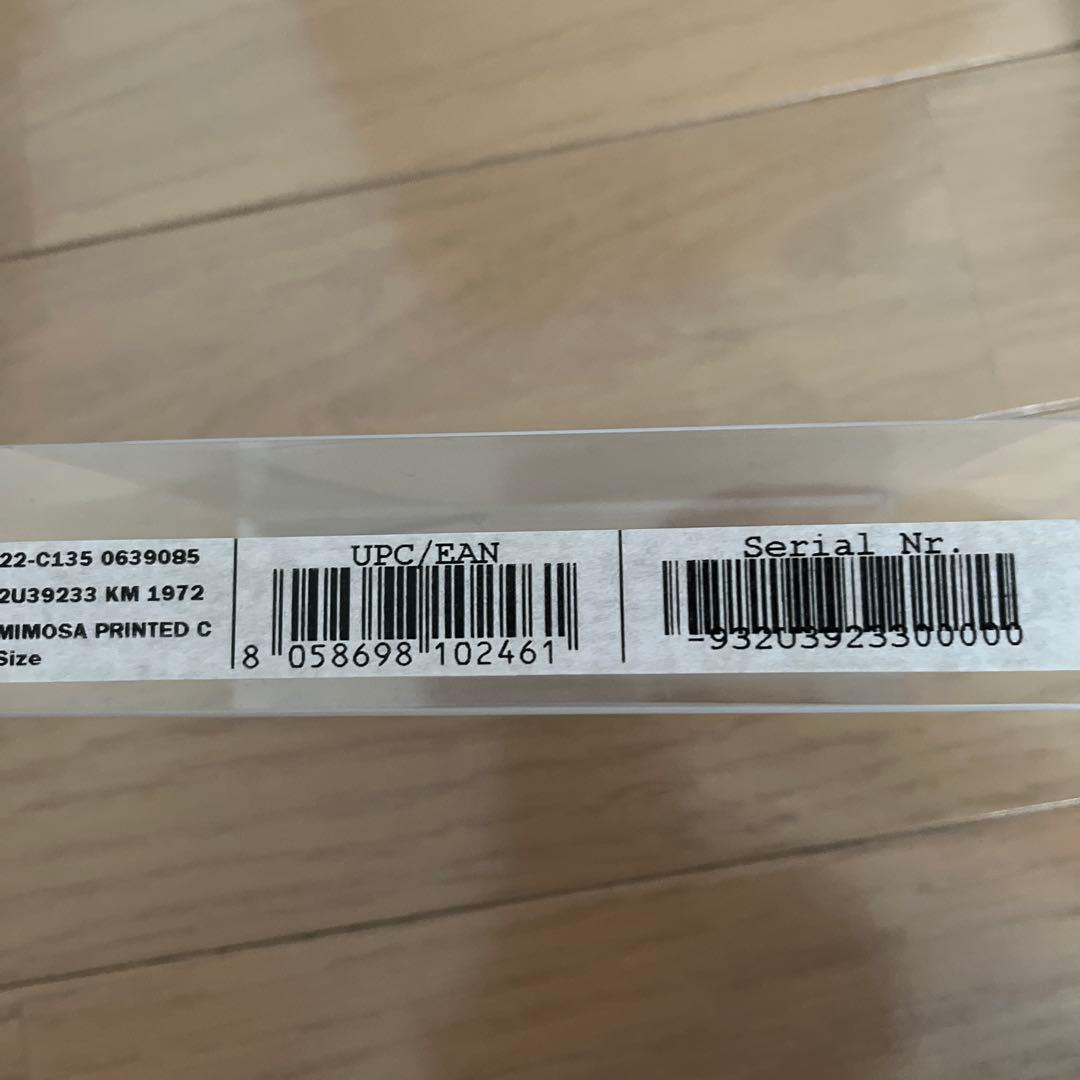 22-C135 0639085
2U39233 KM 1972
MIMOSA PRINTED C
Size
UPC/EAN
8 058698 102461
Serial Nr.
-932U3923300000